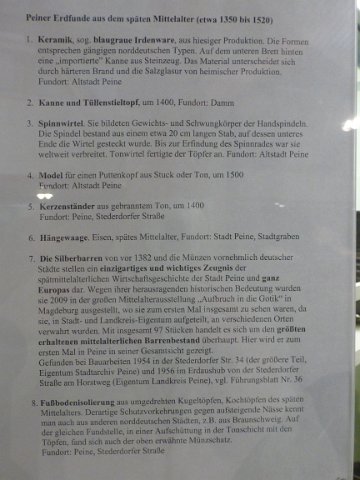 Peiner Erdfunde aus dem späten Mittelalter (etwa 1350 bis 1520)
1. Keramik, sog. blaugraue Irdenware, aus hiesiger Produktion. Die Formen
entsprechen gängigen norddeutschen Typen. Auf dem unteren Brett hinten
eine „importierte" Kanne aus Steinzeug. Das Material unterscheidet sich
durch härteren Brand und die Salzglasur von heimischer Produktion.
Fundort: Altstadt Peine
2. Kanne und Tüllenstieltopf, um 1400, Fundort: Damm
3. Spinnwirtel. Sie bildeten Gewichts- und Schwungkörper der Handspindeln.
Die Spindel bestand aus einem etwa 20 cm langen Stab, auf dessen unteres
Ende die Wirtel gesteckt wurde. Bis zur Erfindung des Spinnrades war sie
weltweit verbreitet. Tonwirtel fertigte der Töpfer an. Fundort: Altstadt Peine
4. Model für einen Puttenkopf aus Stuck oder Ton, um 1500
Fundort: Altstadt Peine
5. Kerzenständer aus gebranntem Ton, um 1400
Fundort: Peine, Stederdorfer Straße
6. Hängewaage. Eisen, spätes Mittelalter, Fundort: Stadt Peine, Stadtgraben
7. Die Silberbarren von vor 1382 und die Münzen vornehmlich deutscher
Städte stellen ein einzigartiges und wichtiges Zeugnis der
spätmittelalterlichen Wirtschaftsgeschichte der Stadt Peine und ganz
Europas dar. Wegen ihrer herausragenden historischen Bedeutung wurden
sie 2009 in der großen Mittelalterausstellung „Aufbruch in die Gotik" in
Magdeburg ausgestellt, wo sie zum ersten Mal insgesamt zu sehen waren, da
sie, in Stadt- und Landkreis-Eigentum aufgeteilt, an verschiedenen Orten
verwahrt wurden. Mit insgesamt 97 Stücken handelt es sich um den größten
erhaltenen mittelalterlichen Barrenbestand überhaupt. Hier wird er zum
ersten Mal in Peine in seiner Gesamtsicht gezeigt.
Gefunden bei Bauarbeiten 1954 in der Stederdorfer Str. 34 (der größere Teil,
Eigentum Stadtarchiv Peine) und 1956 im Erdaushub von der Stederdorfer
Straße am Horstweg (Eigentum Landkreis Peine), vgl. Führungsblatt Nr. 36
8. Fußbodenisolierung aus umgedrehten Kugeltöpfen, Kochtöpfen des späten
Mittelalters. Derartige Schutzvorkehrungen gegen aufsteigende Nässe kennt
man auch aus anderen norddeutschen Städten, z.B. aus Braunschweig. Auf
der gleichen Fundstelle, in einer Aufschüttung in der Tonschicht mit den
Töpfen, fand sich auch der oben erwähnte Münzschatz.
Fundort: Peine, Stederdorfer Straße